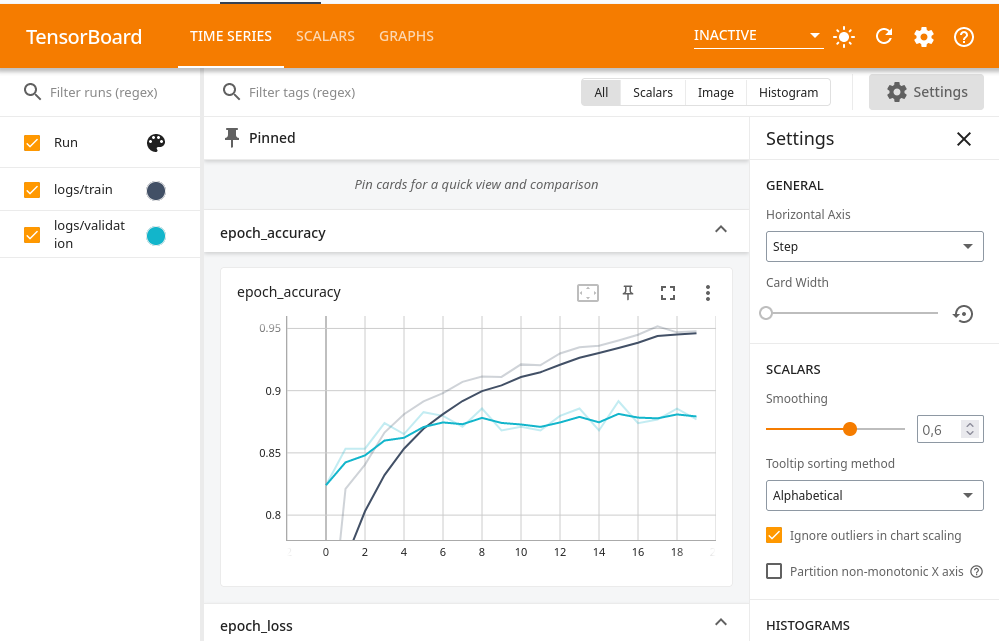 TensorBoard TIME SERIES SCALARS GRAPHS INACTIVE
Filter runs (regex) Filter tags (regex) All Scalars Image Histogram Settings
Run
logs/train
logs/validat
ion
Pinned
Pin cards for a quick view and comparison
epoch_accuracy
epoch_accuracy
0.95
0.9
0.85
0.8
0 2 4 6 8 10 12 14 16 18
epoch_loss
Settings
GENERAL
Horizontal Axis
Step
Card Width
SCALARS
Smoothing
0,6
Tooltip sorting method
Alphabetical
Ignore outliers in chart scaling
Partition non-monotonic X axis
HISTOGRAMS